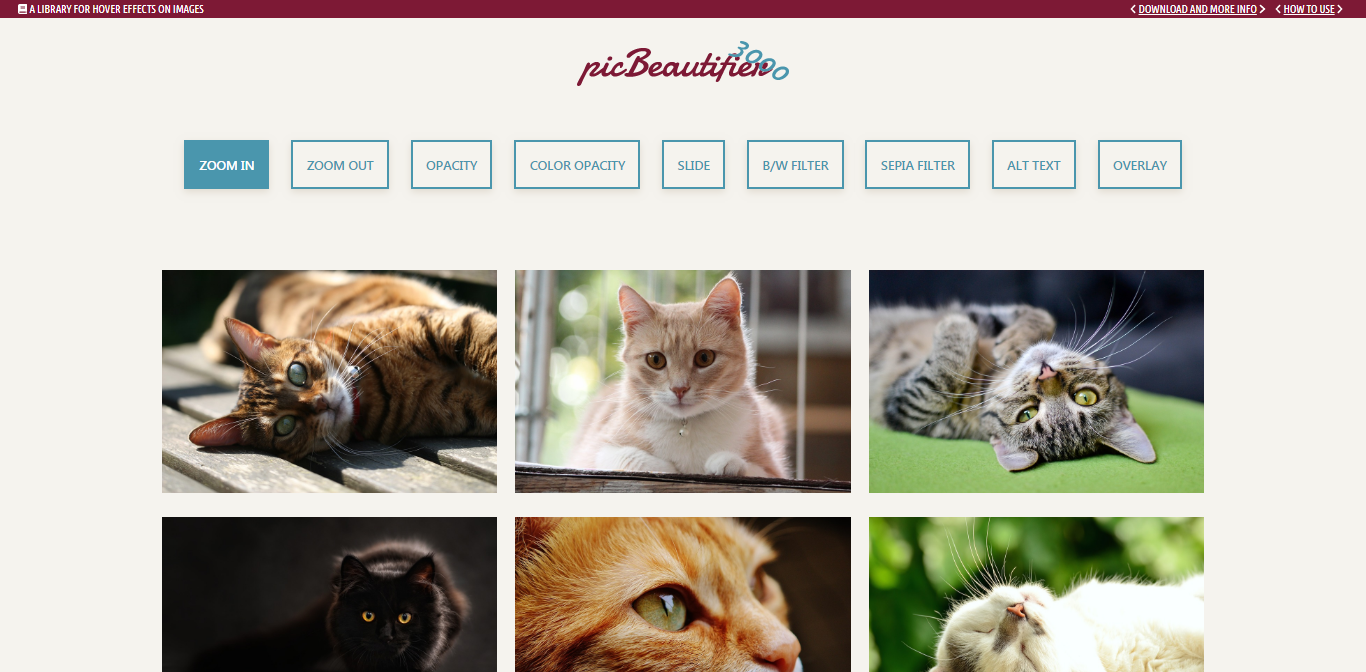 A LIBRARY FOR HOVER EFFECTS ON IMAGES
DOWNLOAD AND MORE INFO HOW TO USE
picBeautifier 3000
ZOOM IN ZOOM OUT OPACITY COLOR OPACITY SLIDE B/W FILTER SEPIA FILTER ALT TEXT OVERLAY